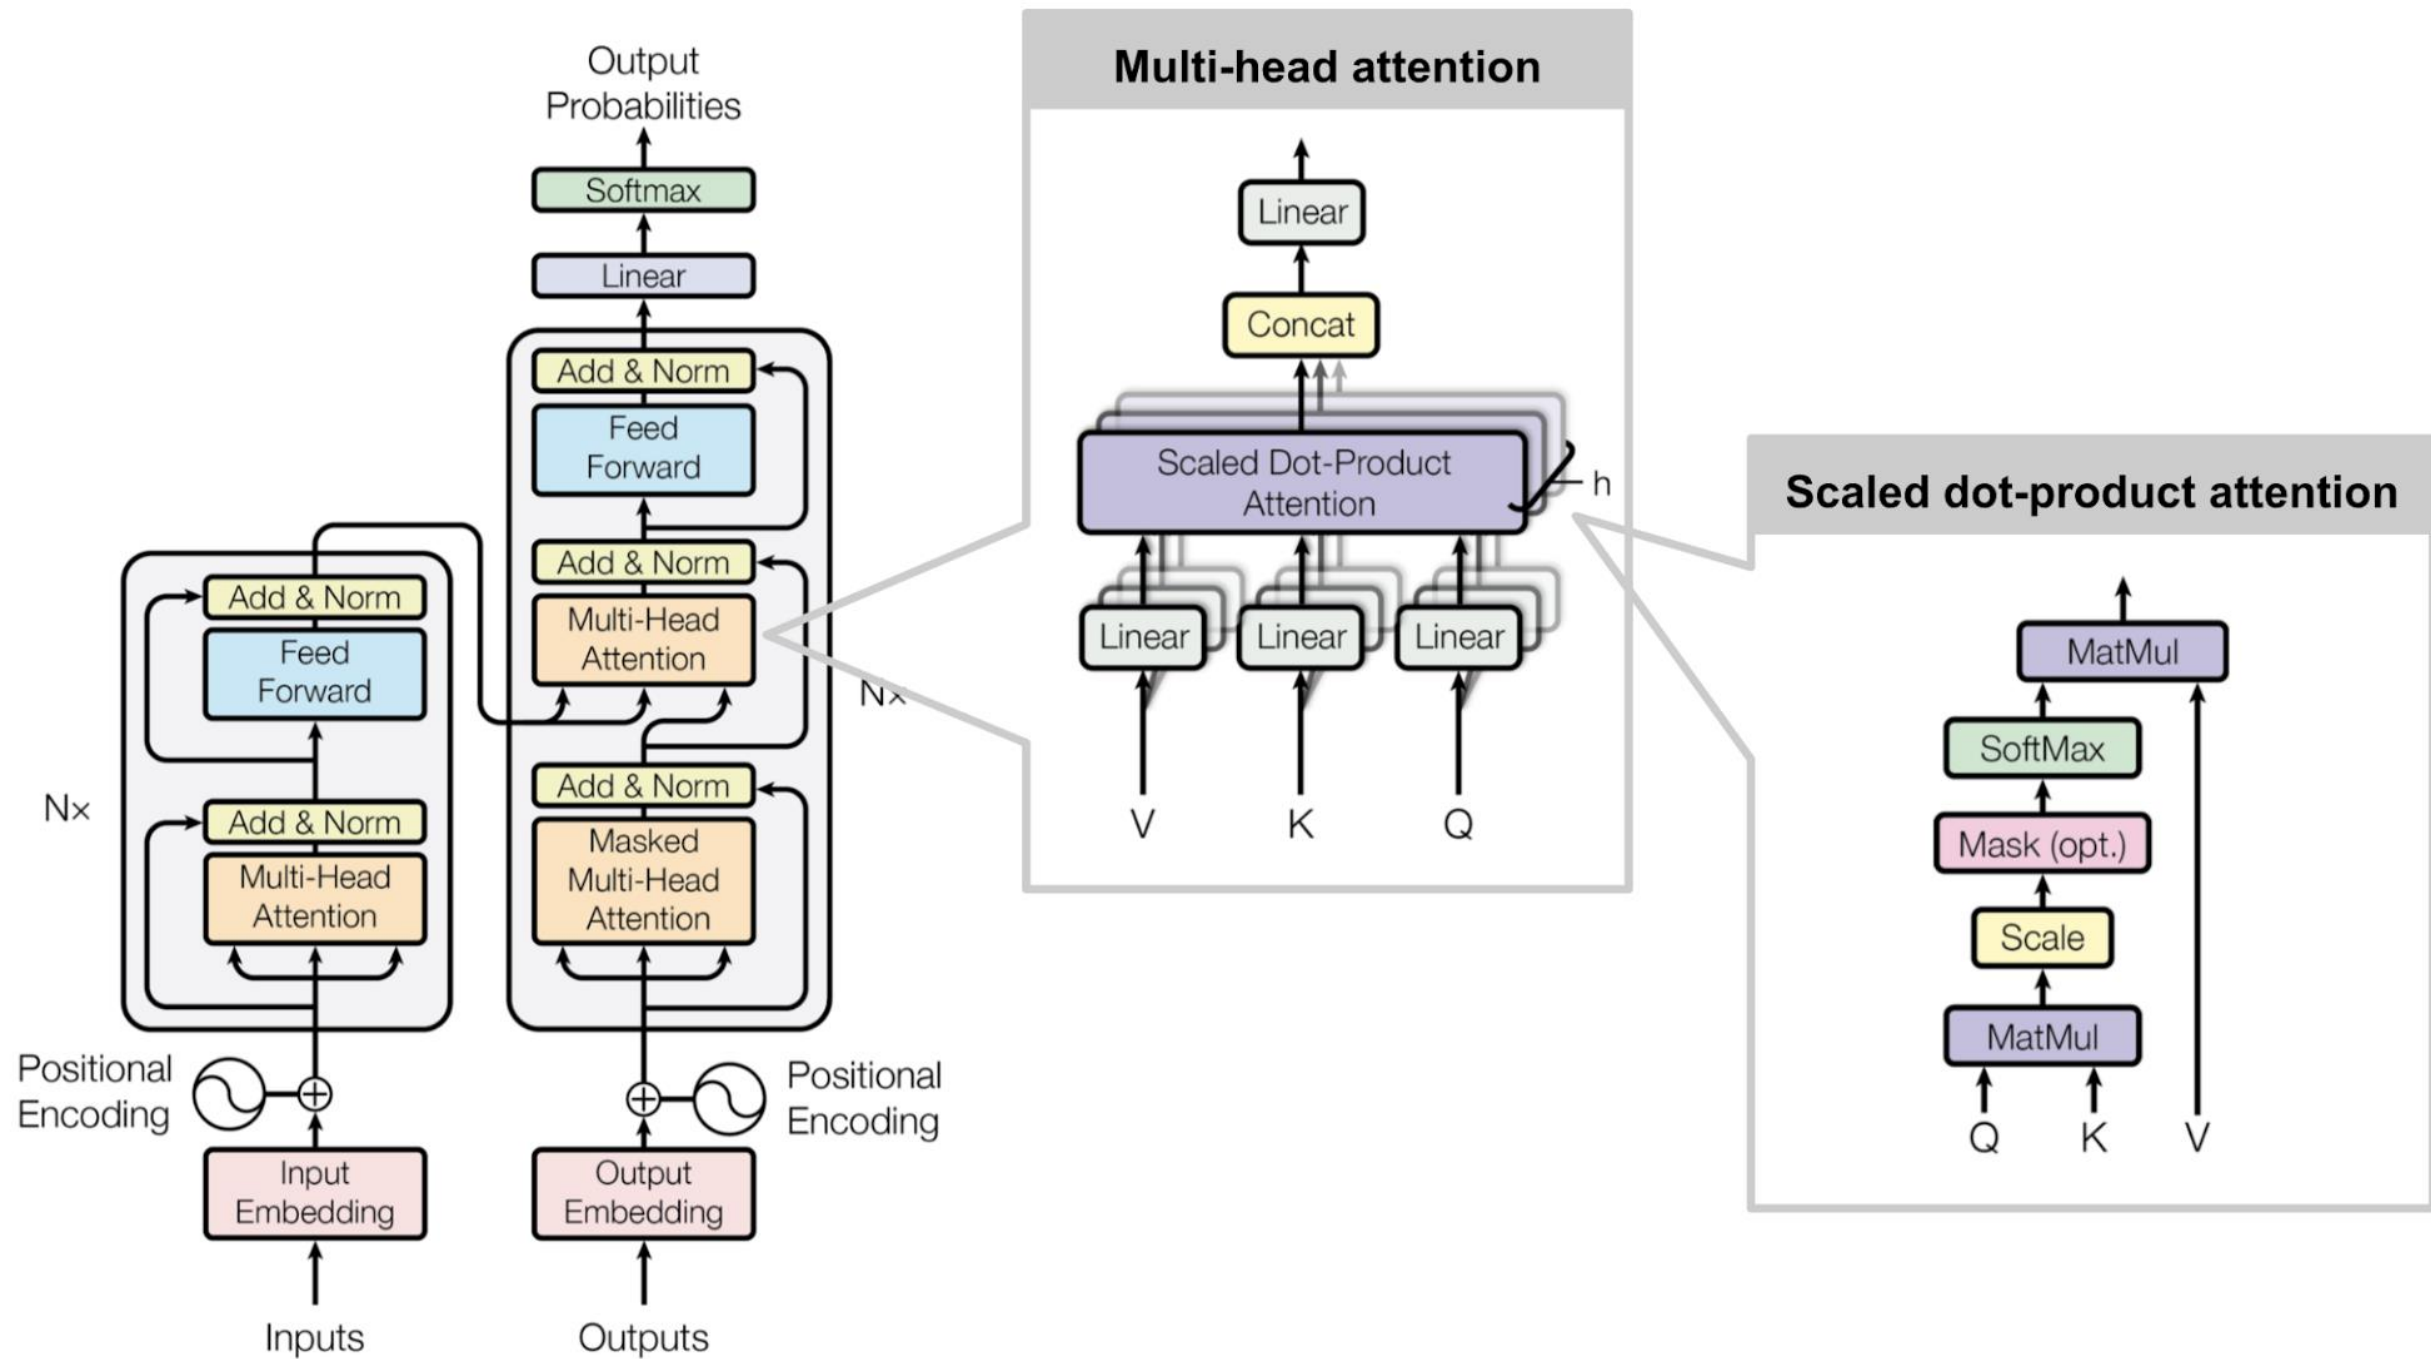 Output
Probabilities
Softmax
Linear
Add & Norm
Feed
Forward
Add & Norm
Multi-Head
Attention
Nx
Add & Norm
Masked
Multi-Head
Attention
Positional
Encoding
Output
Embedding
Outputs
Add & Norm
Feed
Forward
Nx
Add & Norm
Multi-Head
Attention
Positional
Encoding
Input
Embedding
Inputs
Multi-head attention
Linear
Concat
Scaled Dot-Product
Attention
h
Linear Linear Linear
V K Q
Scaled dot-product attention
MatMul
SoftMax
Mask (opt.)
Scale
MatMul
Q K V